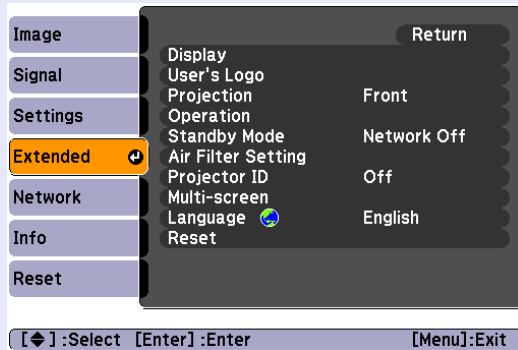 Image
Signal
Settings
Extended
Network
Info
Reset
Return
Display
User's Logo
Projection Front
Operation
Standby Mode Network Off
Air Filter Setting
Projector ID Off
Multi-screen
Language English
Reset
[◆] :Select [Enter] :Enter [Menu]:Exit